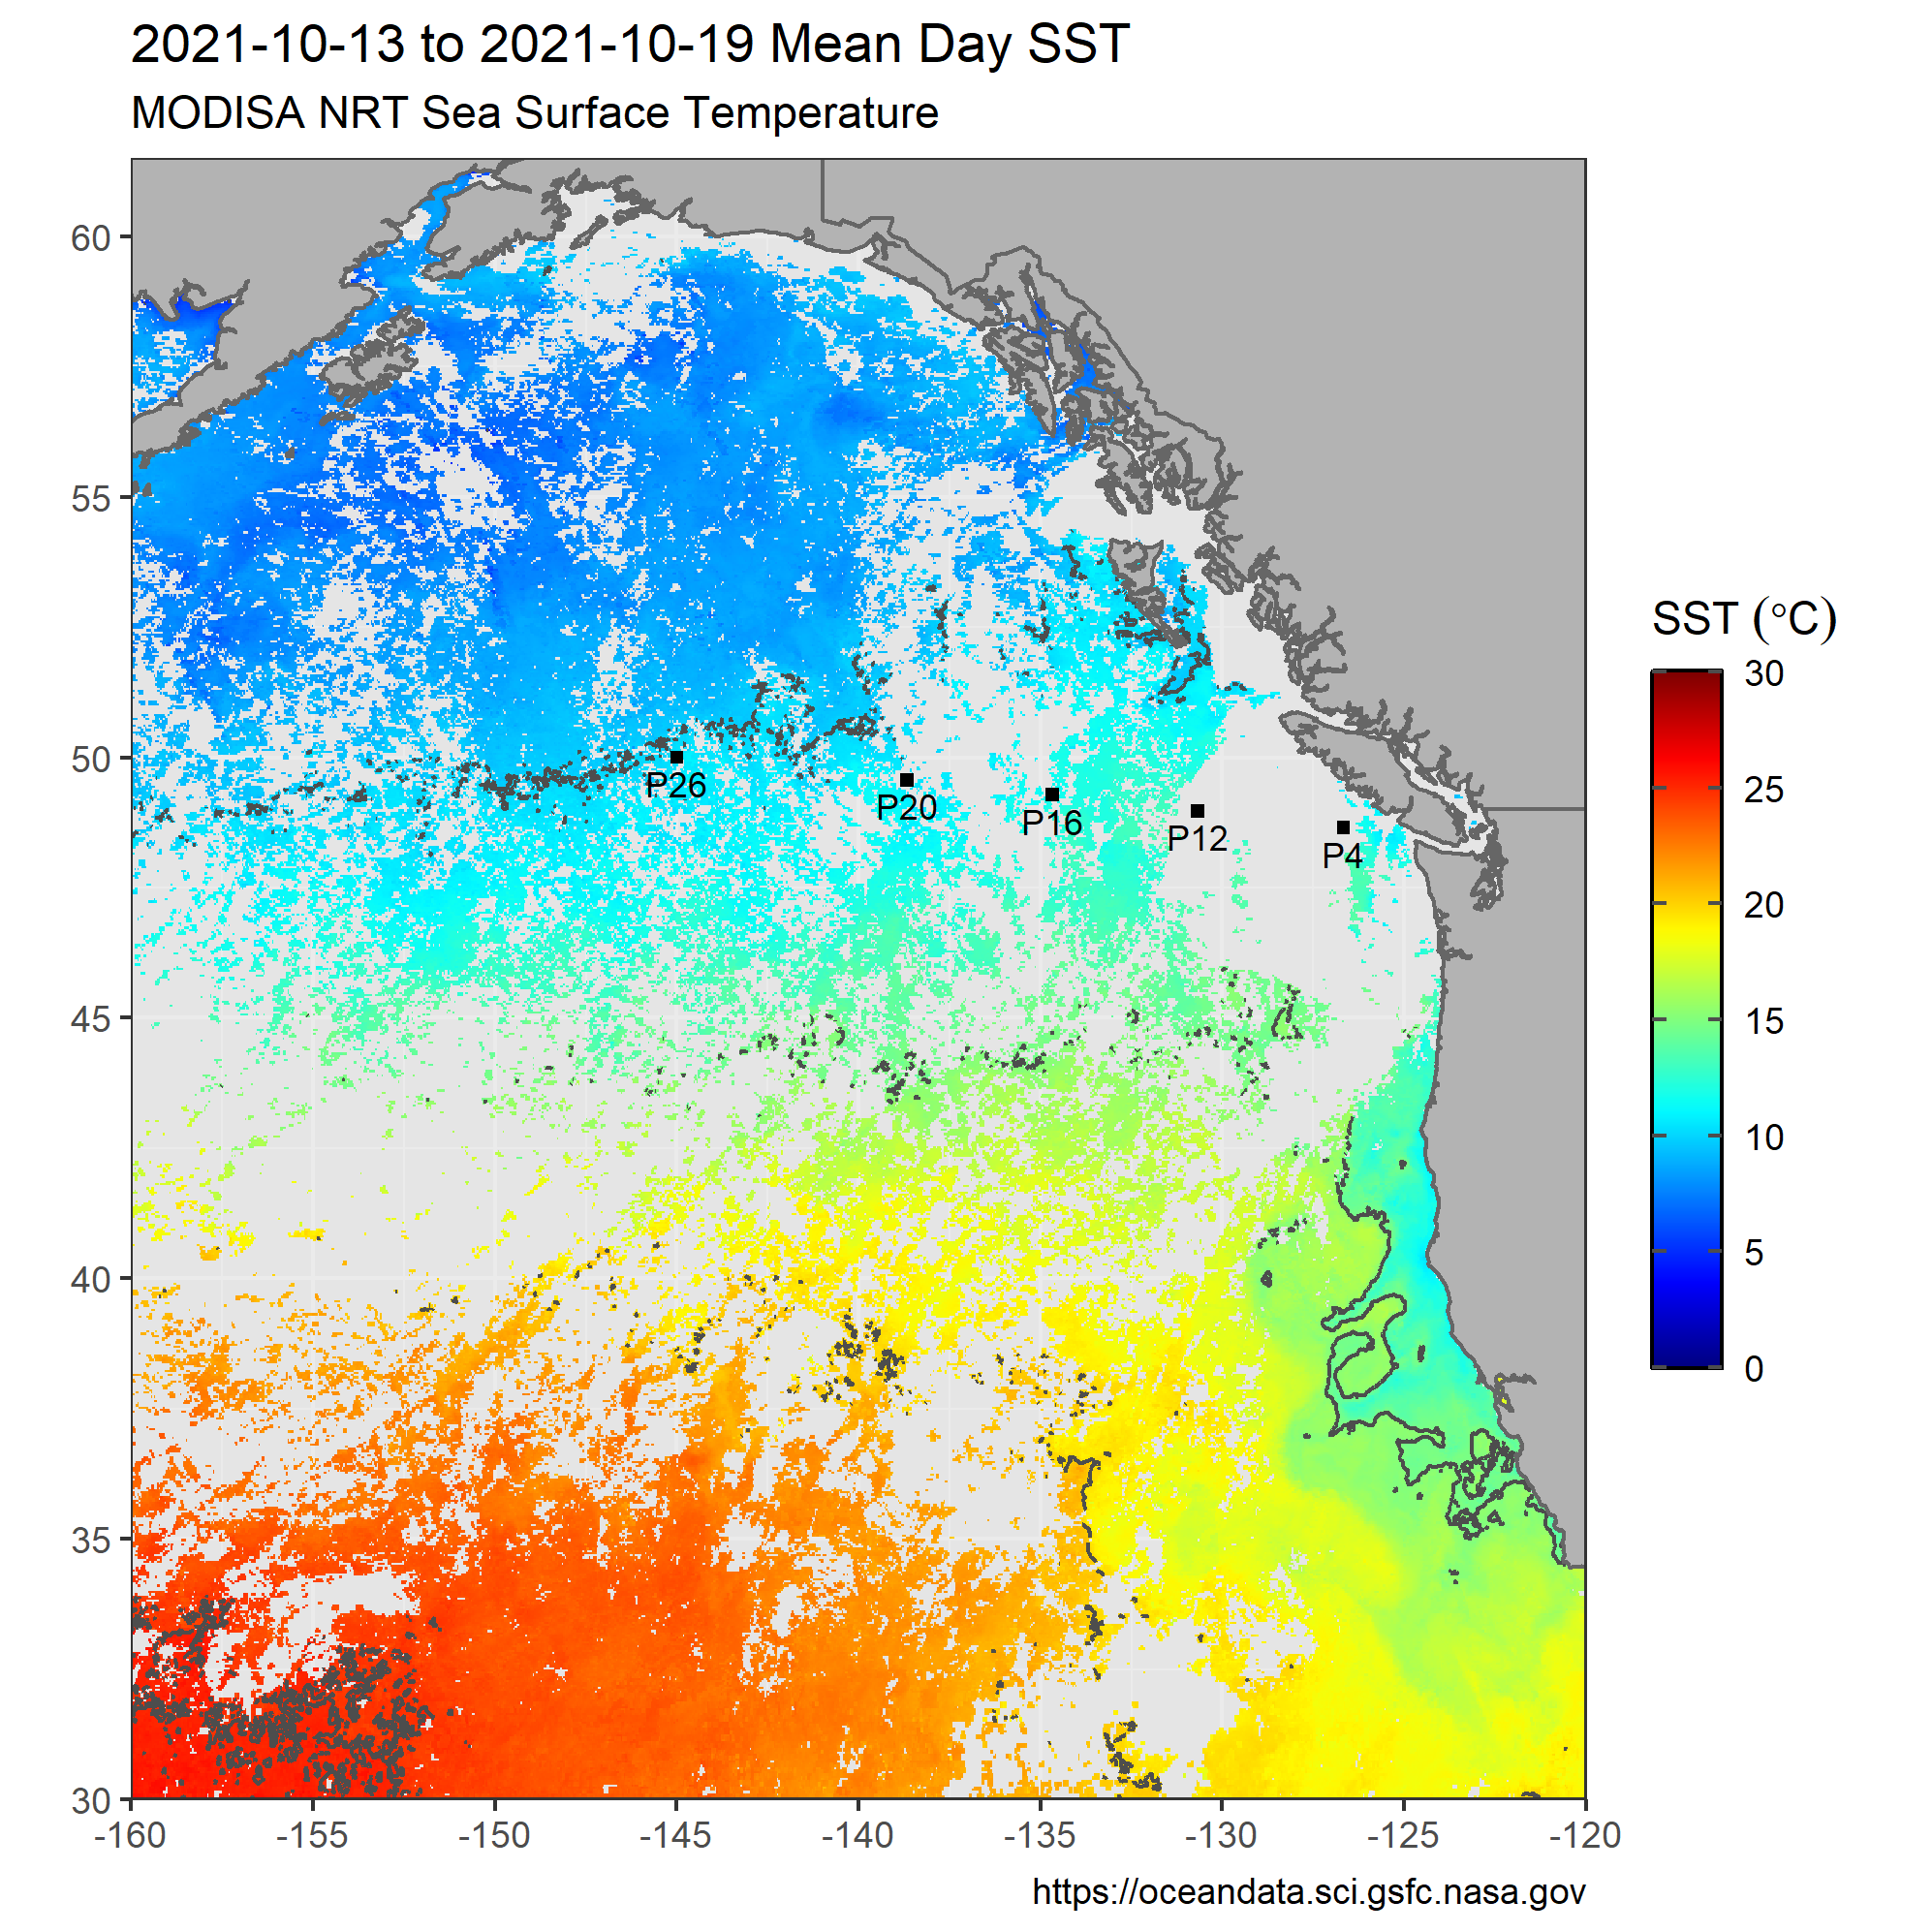 2021-10-13 to 2021-10-19 Mean Day SST
MODISA NRT Sea Surface Temperature
60
55
50
45
40
35
30
P26
P20
P16
P12
P4
-160
-155
-150
-145
-140
-135
-130
-125
-120
SST (°C)
30
25
20
15
10
5
0
https://oceandata.sci.gsfc.nasa.gov